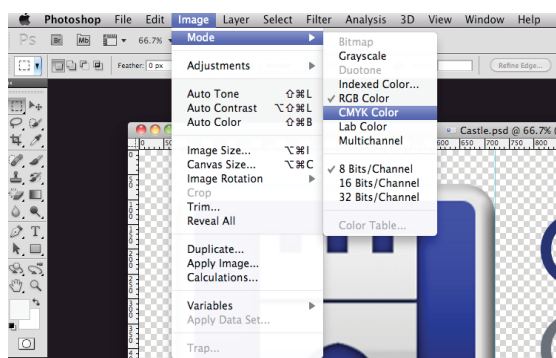 Photoshop File Edit Image Layer Select Filter Analysis 3D View Window Help
Ps Br Mb 66.7%
Feather: 0 px Refine Edge...
Mode
Adjustments
Auto Tone ⇧⌘L
Auto Contrast ⌥⇧⌘L
Auto Color ⇧⌘B
Image Size... ⌥⌘I
Canvas Size... ⌥⌘C
Image Rotation
Crop
Trim...
Reveal All
Duplicate...
Apply Image...
Calculations...
Variables
Apply Data Set...
Trap...
Bitmap
Grayscale
Duotone
Indexed Color...
✓ RGB Color
CMYK Color
Lab Color
Multichannel
✓ 8 Bits/Channel
16 Bits/Channel
32 Bits/Channel
Color Table...
Castle.psd @ 66.7%
600 650 700 750 800
T